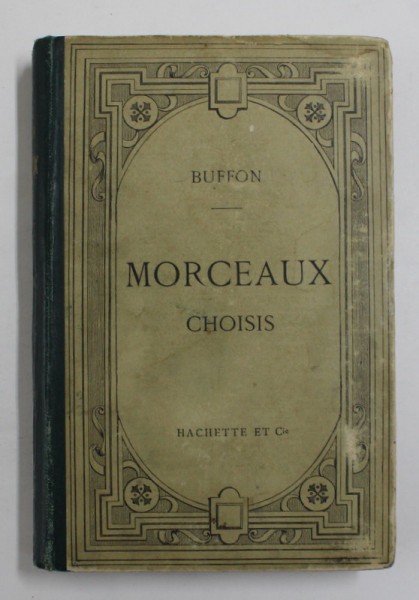 BUFFON
MORCEAUX
CHOISIS
HACHETTE ET Cie